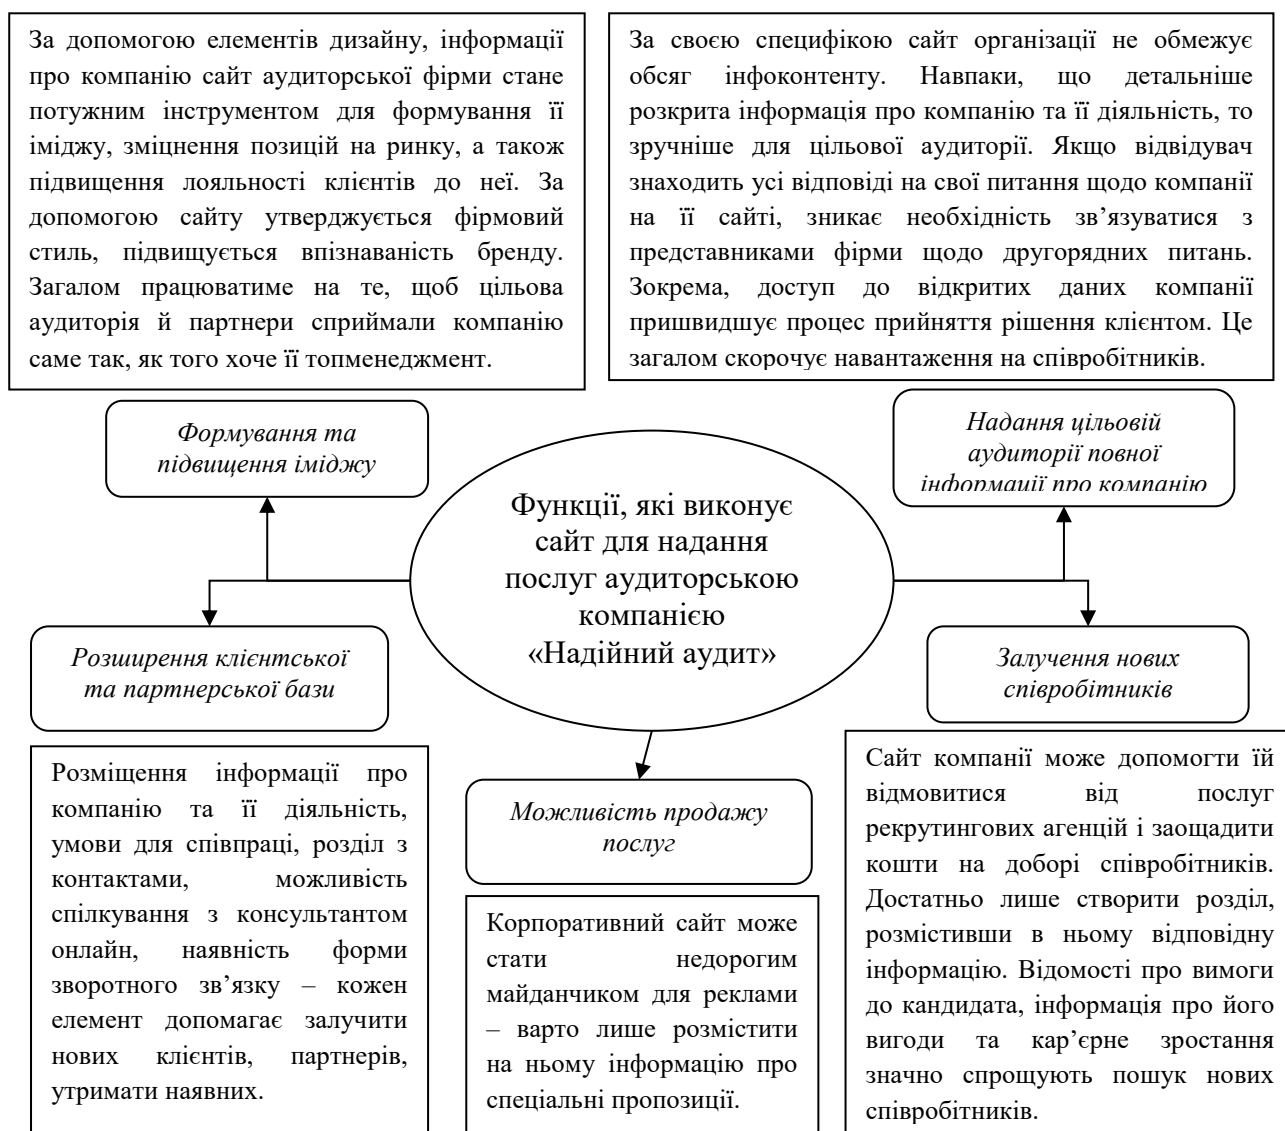 За допомогою елементів дизайну, інформації
про компанію сайт аудиторської фірми стане
потужним інструментом для формування її
іміджу, зміцнення позицій на ринку, а також
підвищення лояльності клієнтів до неї. За
допомогою сайту утверджується фірмовий
стиль, підвищується впізнаваність бренду.
Загалом працюватиме на те, щоб цільова
аудиторія й партнери сприймали компанію
саме так, як того хоче її топменеджмент.
За своєю специфікою сайт організації не обмежує
обсяг інфоконтенту. Навпаки, що детальніше
розкрита інформація про компанію та її діяльність, то
зручніше для цільової аудиторії. Якщо відвідувач
знаходить усі відповіді на свої питання щодо компанії
на її сайті, зникає необхідність зв’язуватися з
представниками фірми щодо другорядних питань.
Зокрема, доступ до відкритих даних компанії
пришвидшує процес прийняття рішення клієнтом. Це
загалом скорочує навантаження на співробітників.
Формування та
підвищення іміджу
Надання цільовій
аудиторії повної
інформації про компанію
Функції, які виконує
сайт для надання
послуг аудиторською
компанією
«Надійний аудит»
Розширення клієнтської
та партнерської бази
Залучення нових
співробітників
Розміщення інформації про
компанію та її діяльність,
умови для співпраці, розділ з
контактами, можливість
спілкування з консультантом
онлайн, наявність форми
зворотного зв’язку – кожен
елемент допомагає залучити
нових клієнтів, партнерів,
утримати наявних.
Можливість продажу
послуг
Корпоративний сайт може
стати недорогим
майданчиком для реклами
– варто лише розмістити
на ньому інформацію про
спеціальні пропозиції.
Сайт компанії може допомогти їй
відмовитися від послуг
рекрутингових агенцій і заощадити
кошти на доборі співробітників.
Достатньо лише створити розділ,
розмістивши в ньому відповідну
інформацію. Відомості про вимоги
до кандидата, інформація про його
вигоди та кар’єрне зростання
значно спрощують пошук нових
співробітників.